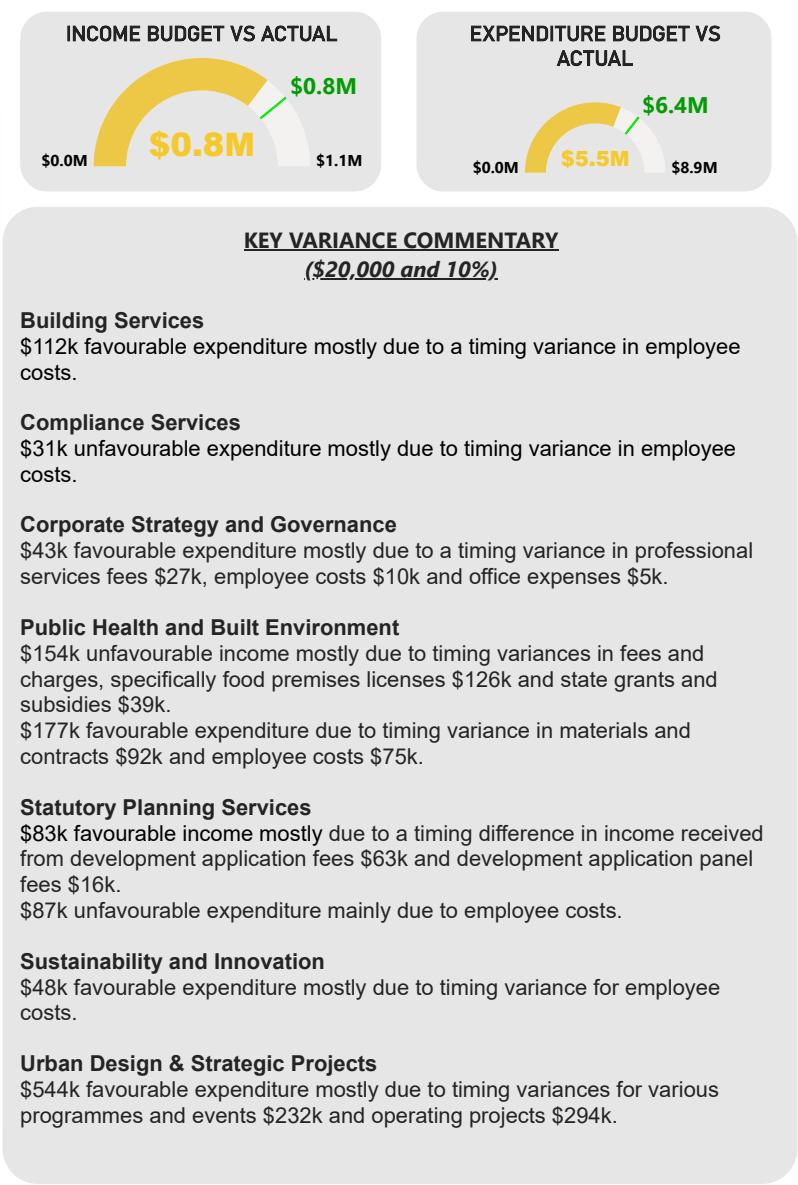 INCOME BUDGET VS ACTUAL
$0.8M
$0.8M
$0.0M
$1.1M
EXPENDITURE BUDGET VS
ACTUAL
$6.4M
$5.5M
$0.0M
$8.9M
KEY VARIANCE COMMENTARY
($20,000 and 10%)
Building Services
$112k favourable expenditure mostly due to a timing variance in employee
costs.
Compliance Services
$31k unfavourable expenditure mostly due to timing variance in employee
costs.
Corporate Strategy and Governance
$43k favourable expenditure mostly due to a timing variance in professional
services fees $27k, employee costs $10k and office expenses $5k.
Public Health and Built Environment
$154k unfavourable income mostly due to timing variances in fees and
charges, specifically food premises licenses $126k and state grants and
subsidies $39k.
$177k favourable expenditure due to timing variance in materials and
contracts $92k and employee costs $75k.
Statutory Planning Services
$83k favourable income mostly due to a timing difference in income received
from development application fees $63k and development application panel
fees $16k.
$87k unfavourable expenditure mainly due to employee costs.
Sustainability and Innovation
$48k favourable expenditure mostly due to timing variance for employee
costs.
Urban Design & Strategic Projects
$544k favourable expenditure mostly due to timing variances for various
programmes and events $232k and operating projects $294k.